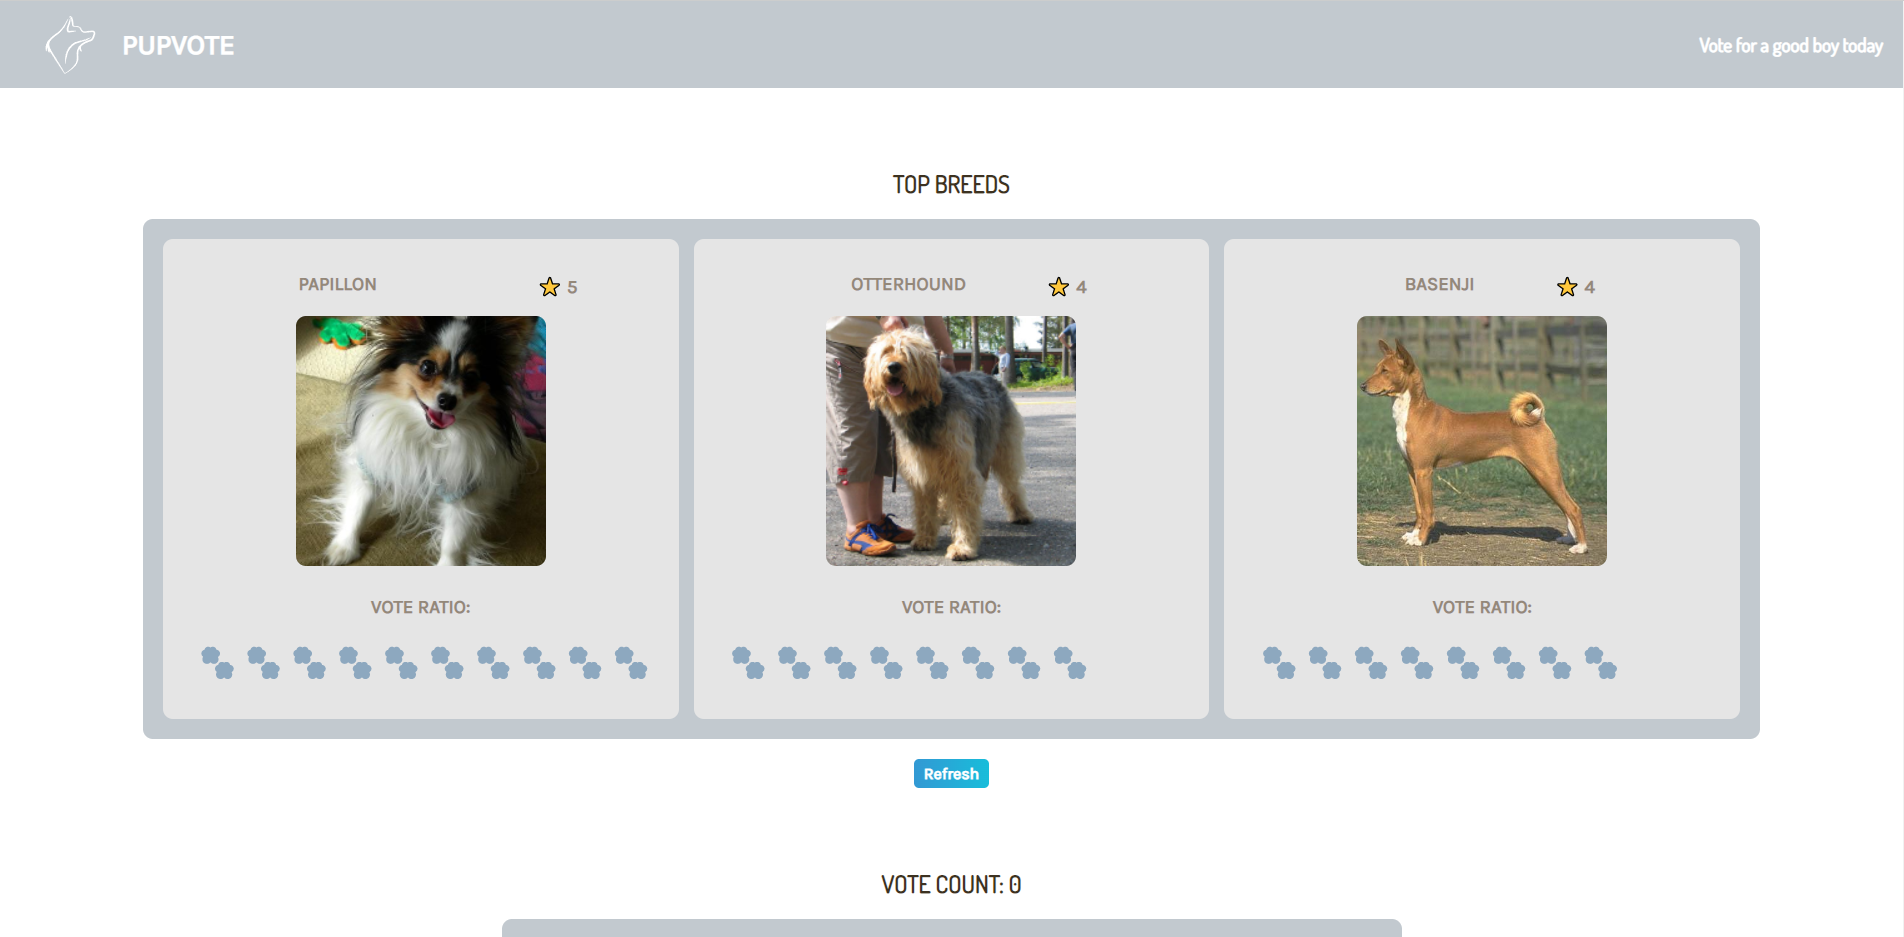 PUPVOTE
Vote for a good boy today
TOP BREEDS
PAPILLON
5
OTTERHOUND
4
BASENJI
4
VOTE RATIO:
VOTE RATIO:
VOTE RATIO:
Refresh
VOTE COUNT: 0